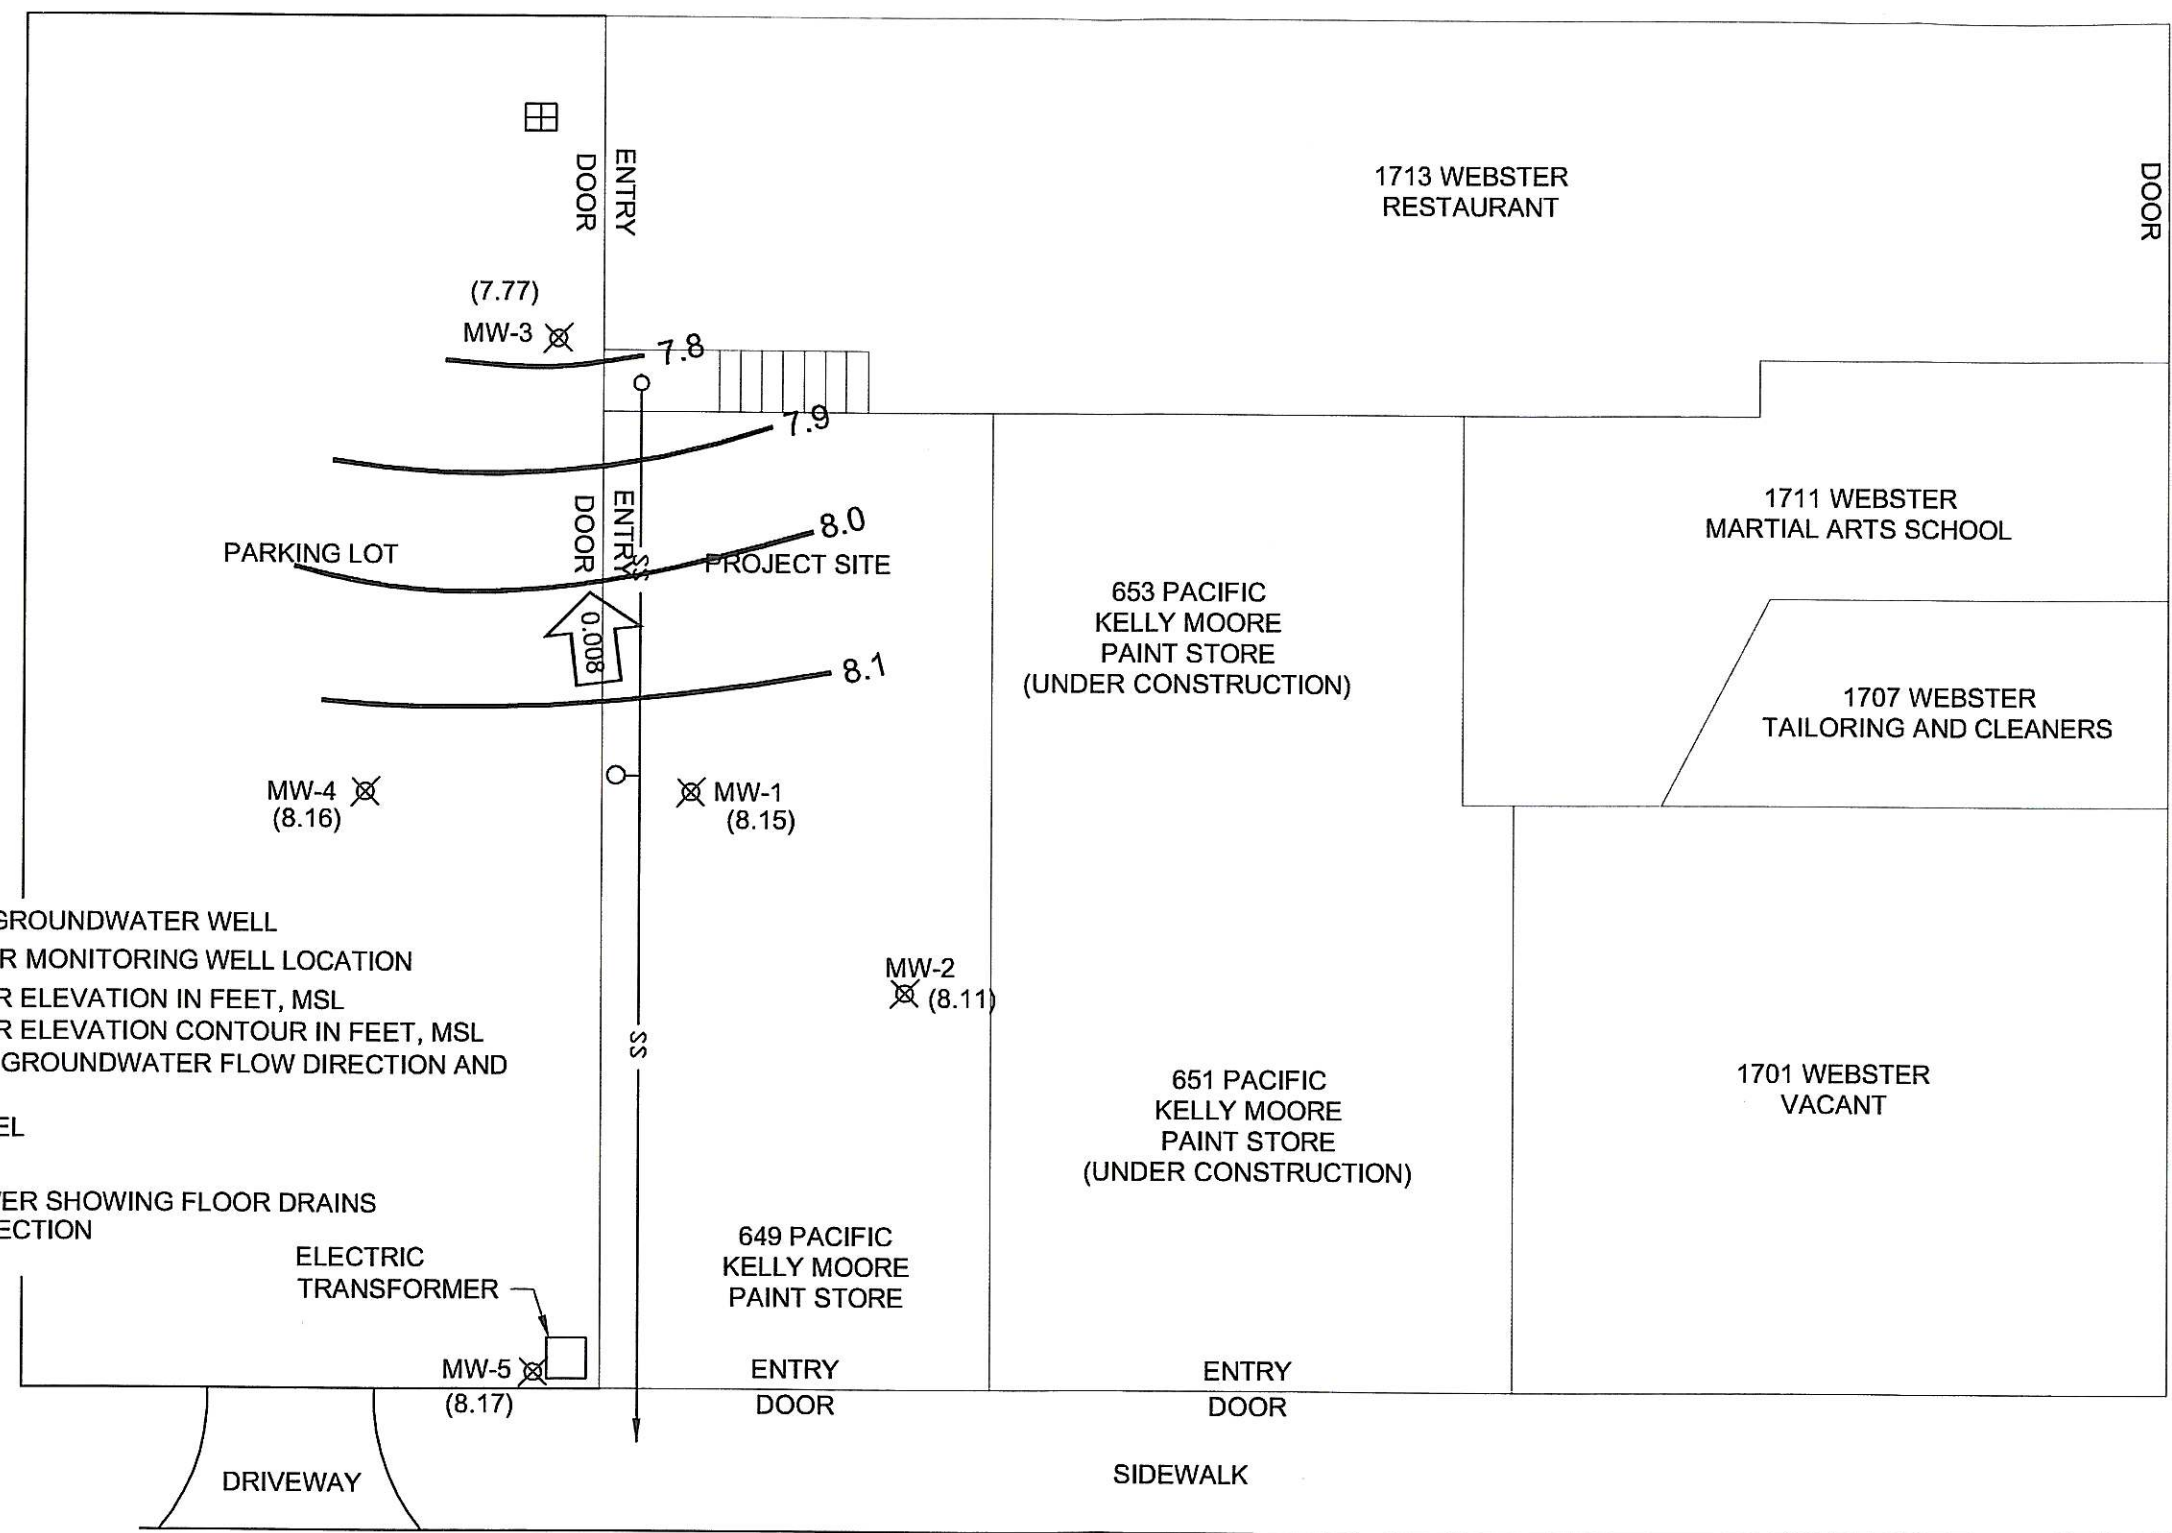 ENTRY
DOOR
1713 WEBSTER
RESTAURANT
DOOR
(7.77)
MW-3
7.8
7.9
ENTRY
DOOR
8.0
PARKING LOT
SS
PROJECT SITE
1711 WEBSTER
MARTIAL ARTS SCHOOL
653 PACIFIC
KELLY MOORE
PAINT STORE
(UNDER CONSTRUCTION)
0.008
8.1
1707 WEBSTER
TAILORING AND CLEANERS
MW-4
(8.16)
MW-1
(8.15)
GROUNDWATER WELL
R MONITORING WELL LOCATION
R ELEVATION IN FEET, MSL
R ELEVATION CONTOUR IN FEET, MSL
GROUNDWATER FLOW DIRECTION AND
EL
ER SHOWING FLOOR DRAINS
ECTION
MW-2
(8.11)
SS
651 PACIFIC
KELLY MOORE
PAINT STORE
(UNDER CONSTRUCTION)
1701 WEBSTER
VACANT
649 PACIFIC
KELLY MOORE
PAINT STORE
ELECTRIC
TRANSFORMER
MW-5
(8.17)
ENTRY
DOOR
ENTRY
DOOR
DRIVEWAY
SIDEWALK